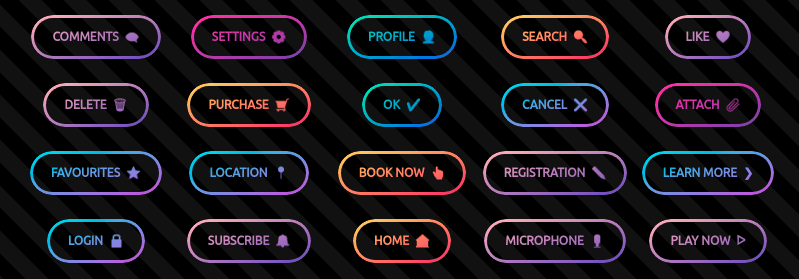 COMMENTS
SETTINGS
PROFILE
SEARCH
LIKE
DELETE
PURCHASE
OK
CANCEL
ATTACH
FAVOURITES
LOCATION
BOOK NOW
REGISTRATION
LEARN MORE
LOGIN
SUBSCRIBE
HOME
MICROPHONE
PLAY NOW